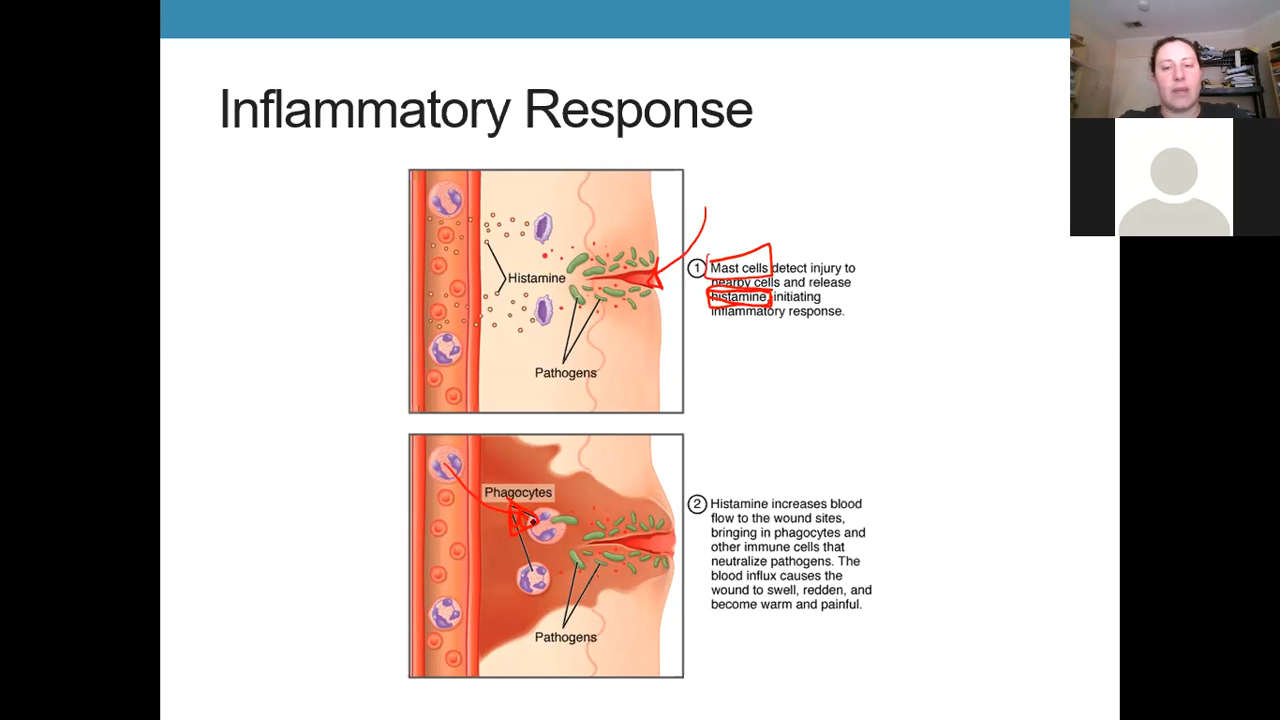 Inflammatory Response
Histamine
Pathogens
1 Mast cells detect injury to
nearby cells and release
histamine, initiating
inflammatory response.
Phagocytes
Pathogens
2 Histamine increases blood
flow to the wound sites,
bringing in phagocytes and
other immune cells that
neutralize pathogens. The
blood influx causes the
wound to swell, redden, and
become warm and painful.